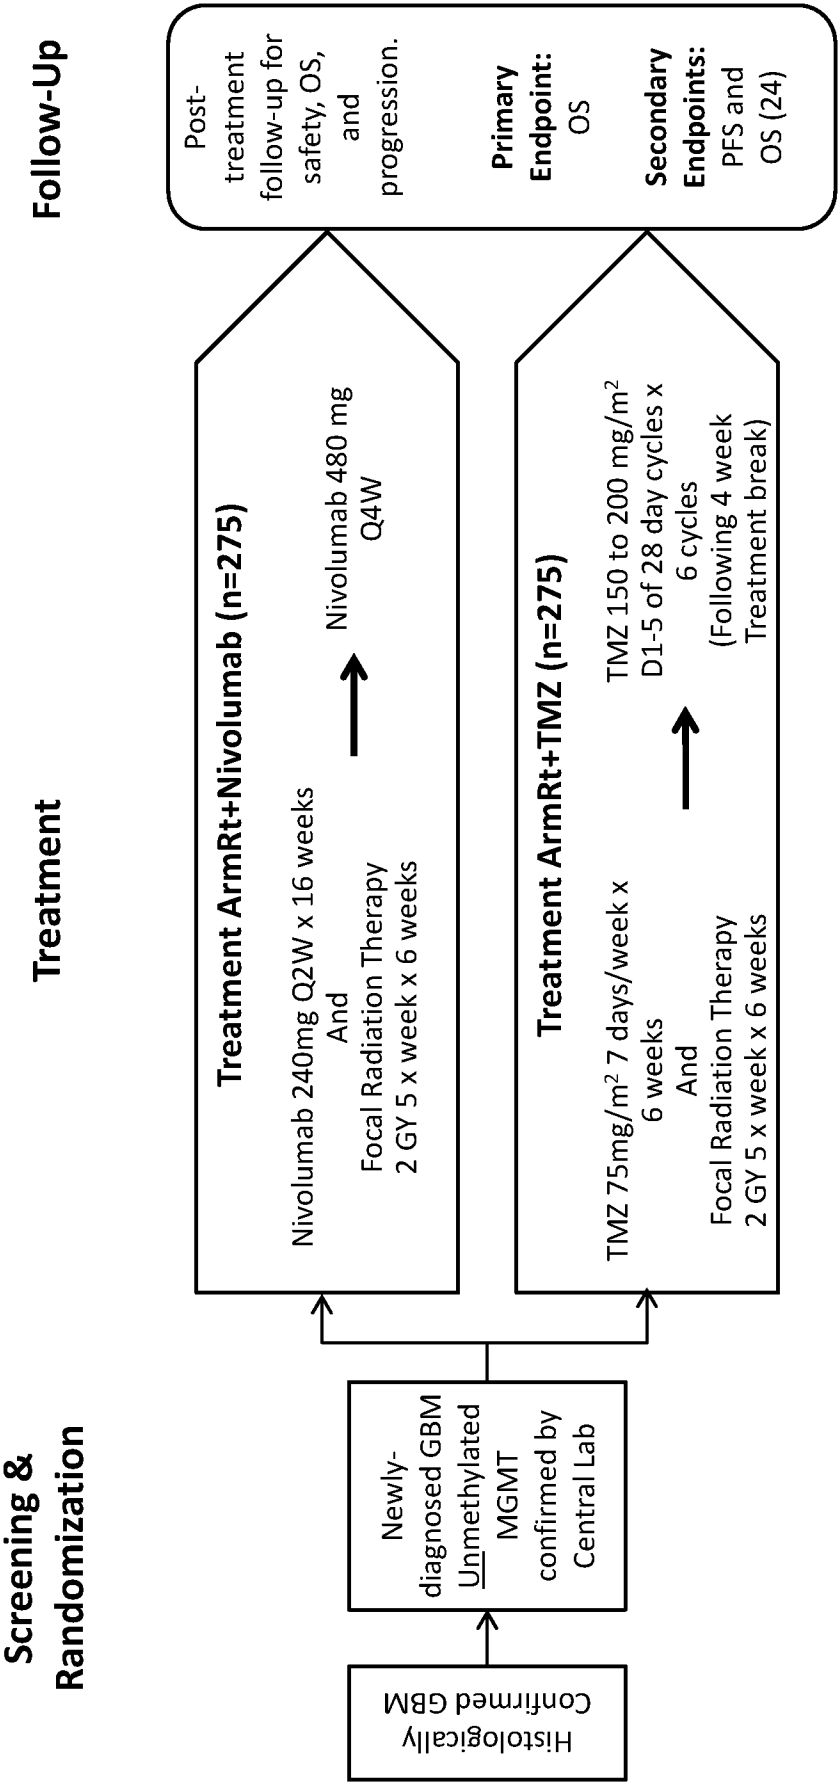 Screening &
Randomization
Treatment
Follow-Up
Histologically
Confirmed GBM
Newly-
diagnosed GBM
Unmethylated
MGMT
confirmed by
Central Lab
Treatment ArmRt+Nivolumab (n=275)
Nivolumab 240mg Q2W x 16 weeks
And
Focal Radiation Therapy
2 GY 5 x week x 6 weeks
Nivolumab 480 mg
Q4W
Treatment ArmRt+TMZ (n=275)
TMZ 75mg/m² 7 days/week x
6 weeks
And
Focal Radiation Therapy
2 GY 5 x week x 6 weeks
TMZ 150 to 200 mg/m²
D1-5 of 28 day cycles x
6 cycles
(Following 4 week
Treatment break)
Post-
treatment
follow-up for
safety, OS,
and
progression.
Primary
Endpoint:
OS
Secondary
Endpoints:
PFS and
OS (24)